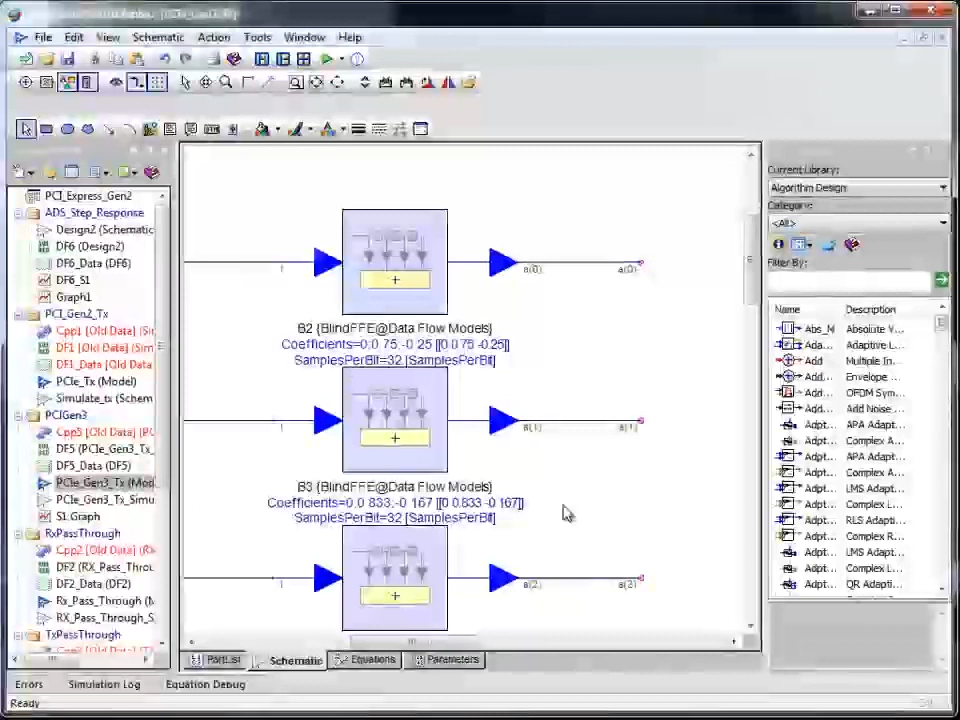 File Edit View Schematic Action Tools Window Help
PCI_Express_Gen2
ADS_Step_Response
Design2 (Schematic
DF6 (Design2)
DF6_Data (DF6)
DF6_S1
Graph1
PCI_Gen2_Tx
Cpp1 [Old Data] (Si
DF1 [Old Data] (Sim
DF1_Data [Old Data]
PCIe_Tx (Model)
Simulate_tx (Schem
PCIGen3
Cpp5 [Old Data] (PC
DF5 (PCIe_Gen3_Tx_
DF5_Data (DF5)
PCIe_Gen3_Tx (Mod
PCIe_Gen3_Tx_Simu
S1 Graph
RxPassThrough
Cpp2 [Old Data] (Rx
DF2 (RX_Pass_Throu
DF2_Data (DF2)
Rx_Pass_Through (M
RX_Pass_Through_S
TxPassThrough
a(0) a(0)
B2 {BlindFFE@Data Flow Models}
Coefficients=0;0.75;-0.25 [[0 0.75 -0.25]]
SamplesPerBit=32 [SamplesPerBit]
a(1) a(1)
B3 {BlindFFE@Data Flow Models}
Coefficients=0;0.833;-0.167 [[0 0.833 -0.167]]
SamplesPerBit=32 [SamplesPerBit]
a(2) a(2)
PartList Schematic Equations Parameters
Current Library:
Algorithm Design
Category:
<All>
Filter By:
Name Description
Abs_N Absolute V...
Ada... Adaptive L...
Add Multiple In...
Add... Envelope ...
Add... OFDM Sym...
Add... Add Noise ...
Adpt... APA Adapt...
Adpt... Complex A...
Adpt... APA Adapt...
Adpt... Complex A...
Adpt... LMS Adapt...
Adpt... Complex L...
Adpt... RLS Adapti...
Adpt... Complex R...
Adpt... LMS Adapt...
Adpt... Complex L...
Adpt... QR Adapti...
Errors Simulation Log Equation Debug
Ready